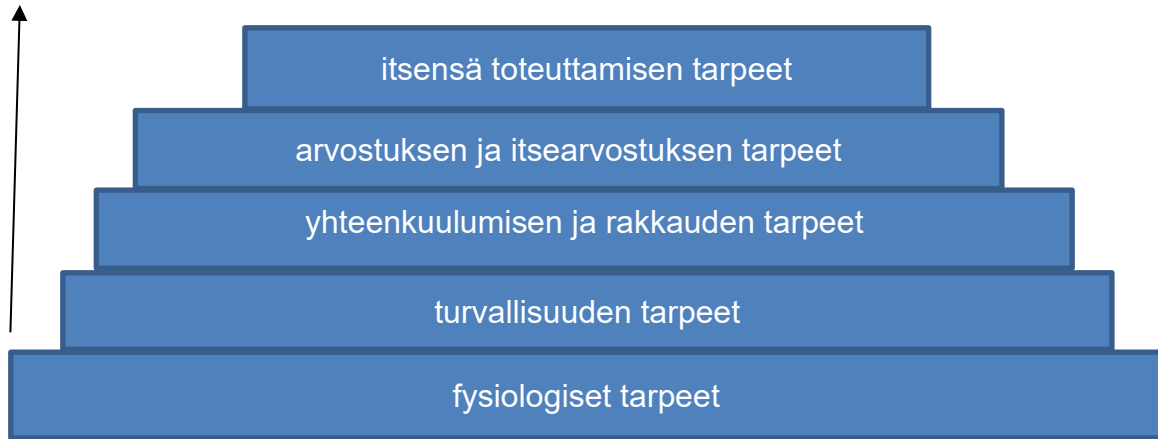 itsensä toteuttamisen tarpeet
arvostuksen ja itsearvostuksen tarpeet
yhteenkuulumisen ja rakkauden tarpeet
turvallisuuden tarpeet
fysiologiset tarpeet